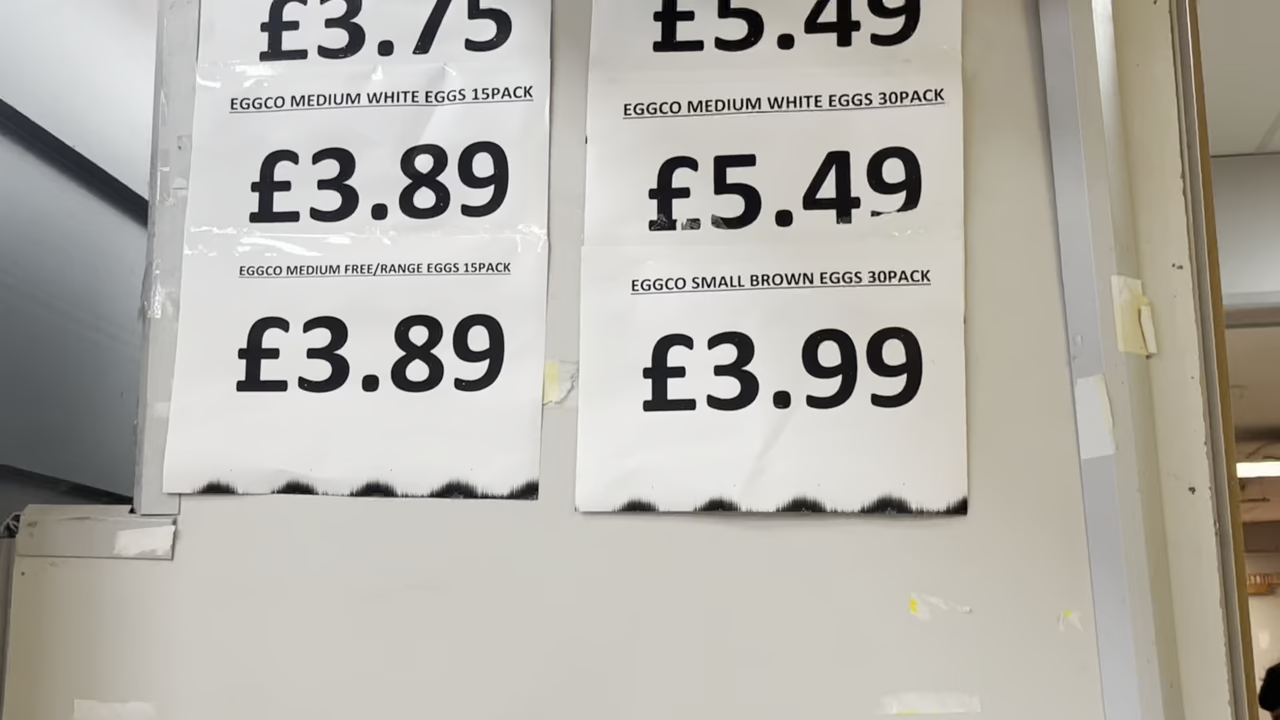 £3.75
EGGCO MEDIUM WHITE EGGS 15PACK
£3.89
EGGCO MEDIUM FREE/RANGE EGGS 15PACK
£3.89
£5.49
EGGCO MEDIUM WHITE EGGS 30PACK
£5.49
EGGCO SMALL BROWN EGGS 30PACK
£3.99